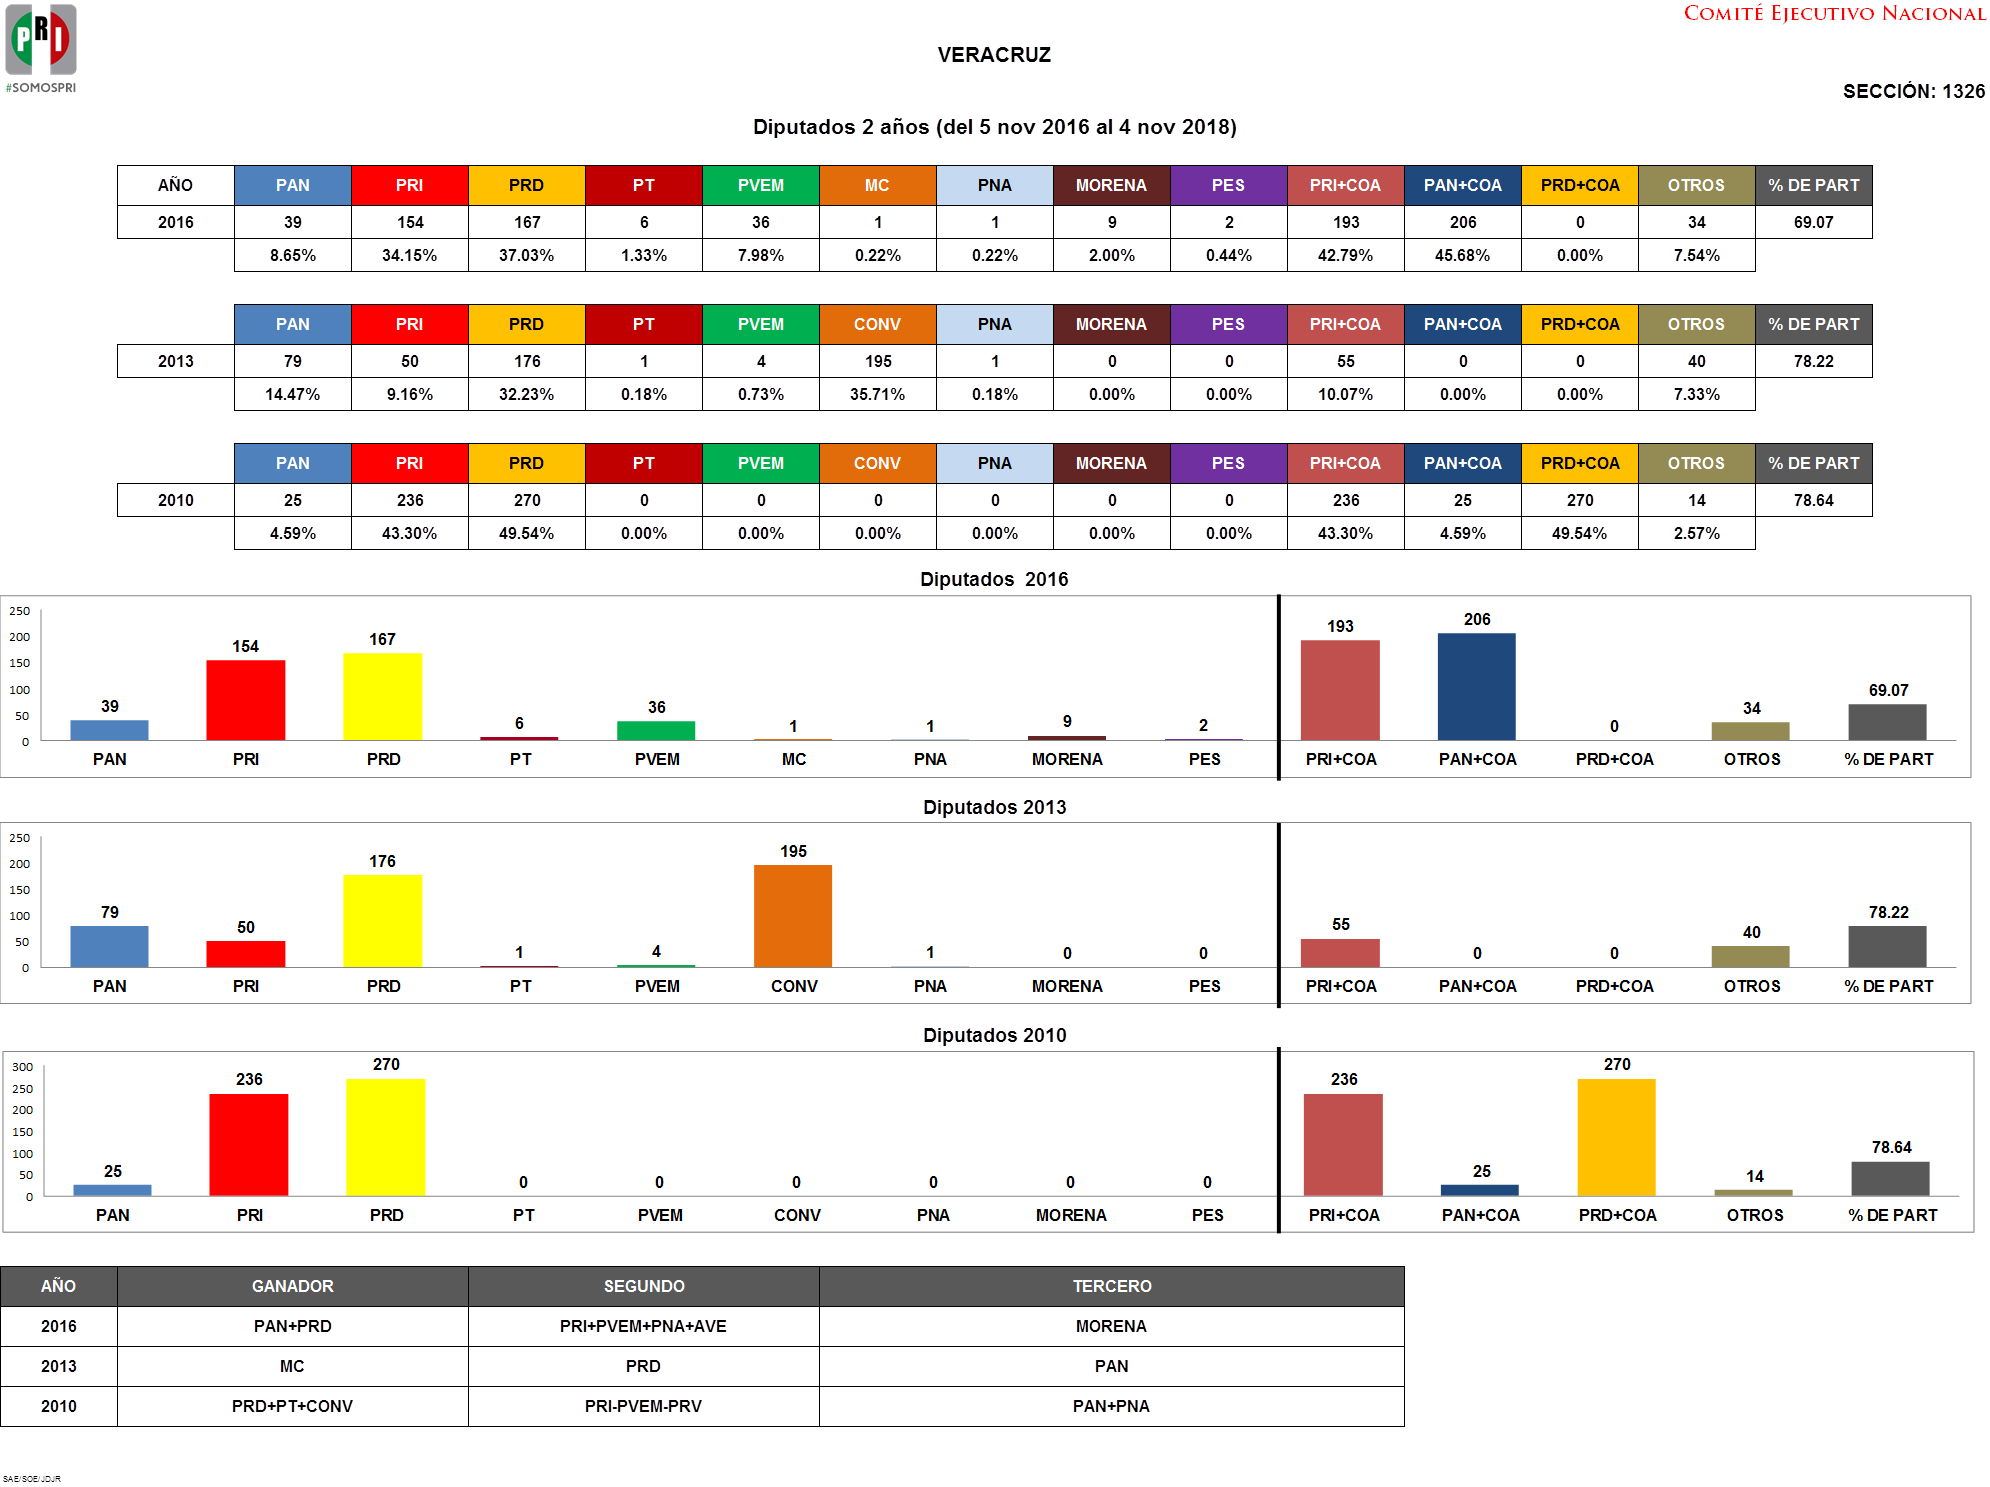 PRI
#SOMOSPRI
COMITÉ EJECUTIVO NACIONAL
VERACRUZ
SECCIÓN: 1326
Diputados 2 años (del 5 nov 2016 al 4 nov 2018)
AÑO PAN PRI PRD PT PVEM MC PNA MORENA PES PRI+COA PAN+COA PRD+COA OTROS % DE PART
2016 39 154 167 6 36 1 1 9 2 193 206 0 34 69.07
8.65% 34.15% 37.03% 1.33% 7.98% 0.22% 0.22% 2.00% 0.44% 42.79% 45.68% 0.00% 7.54%
PAN PRI PRD PT PVEM CONV PNA MORENA PES PRI+COA PAN+COA PRD+COA OTROS % DE PART
2013 79 50 176 1 4 195 1 0 0 55 0 0 40 78.22
14.47% 9.16% 32.23% 0.18% 0.73% 35.71% 0.18% 0.00% 0.00% 10.07% 0.00% 0.00% 7.33%
PAN PRI PRD PT PVEM CONV PNA MORENA PES PRI+COA PAN+COA PRD+COA OTROS % DE PART
2010 25 236 270 0 0 0 0 0 0 236 25 270 14 78.64
4.59% 43.30% 49.54% 0.00% 0.00% 0.00% 0.00% 0.00% 0.00% 43.30% 4.59% 49.54% 2.57%
Diputados 2016
250
200
150
100
50
0
39 154 167 6 36 1 1 9 2 193 206 0 34 69.07
PAN PRI PRD PT PVEM MC PNA MORENA PES PRI+COA PAN+COA PRD+COA OTROS % DE PART
Diputados 2013
250
200
150
100
50
0
79 50 176 1 4 195 1 0 0 55 0 0 40 78.22
PAN PRI PRD PT PVEM CONV PNA MORENA PES PRI+COA PAN+COA PRD+COA OTROS % DE PART
Diputados 2010
300
250
200
150
100
50
0
25 236 270 0 0 0 0 0 0 236 25 270 14 78.64
PAN PRI PRD PT PVEM CONV PNA MORENA PES PRI+COA PAN+COA PRD+COA OTROS % DE PART
AÑO GANADOR SEGUNDO TERCERO
2016 PAN+PRD PRI+PVEM+PNA+AVE MORENA
2013 MC PRD PAN
2010 PRD+PT+CONV PRI-PVEM-PRV PAN+PNA
SAE/SOE/JDJR